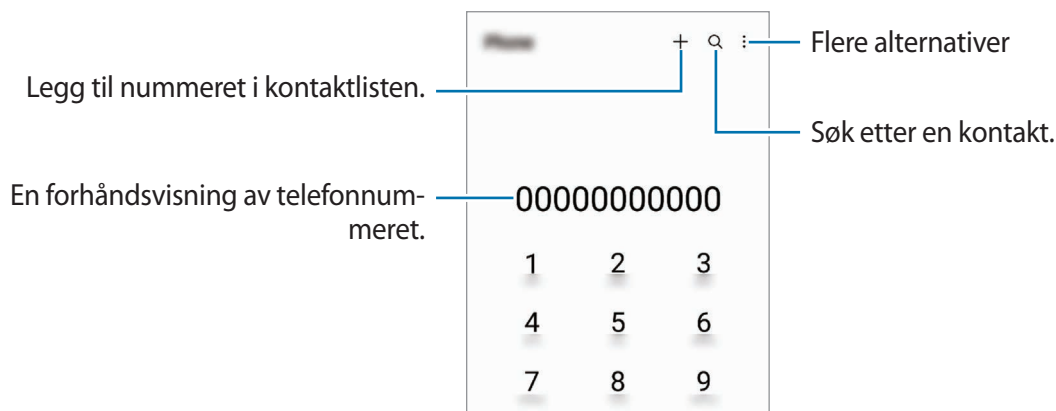 Flere alternativer
Legg til nummeret i kontaktlisten.
Søk etter en kontakt.
En forhåndsvisning av telefonnum-
meret.
00000000000
1 2 3
4 5 6
7 8 9